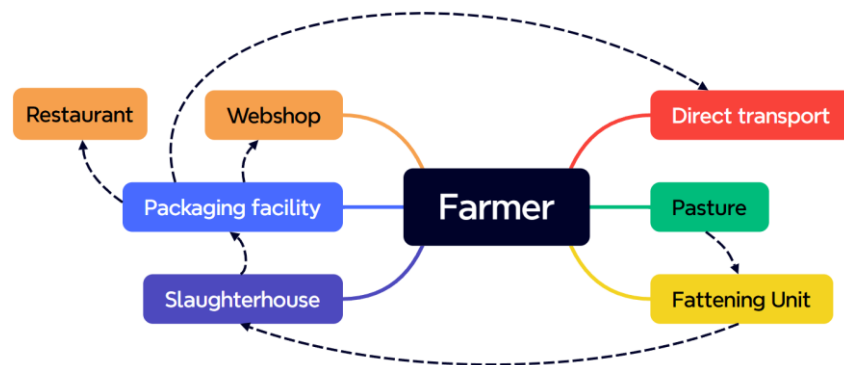 Restaurant
Webshop
Direct transport
Packaging facility
Farmer
Pasture
Slaughterhouse
Fattening Unit